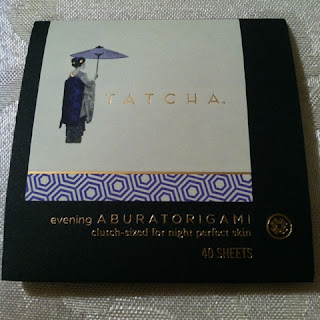 TATCHA.
evening ABURATORIGAMI
clutch-sized for night perfect skin
40 SHEETS